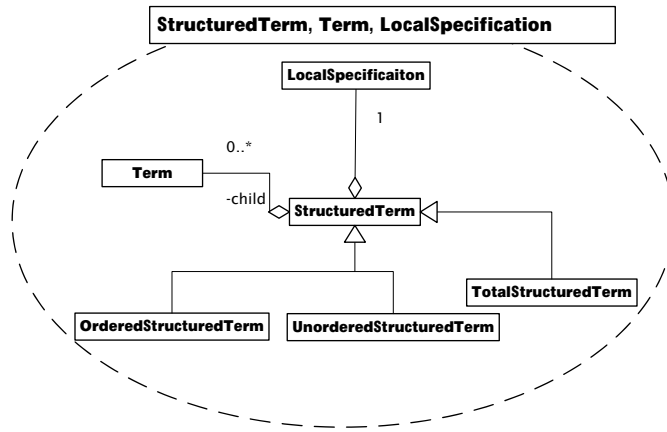 StructuredTerm, Term, LocalSpecification
LocalSpecificaiton
1
0..*
Term
-child
StructuredTerm
TotalStructuredTerm
OrderedStructuredTerm
UnorderedStructuredTerm